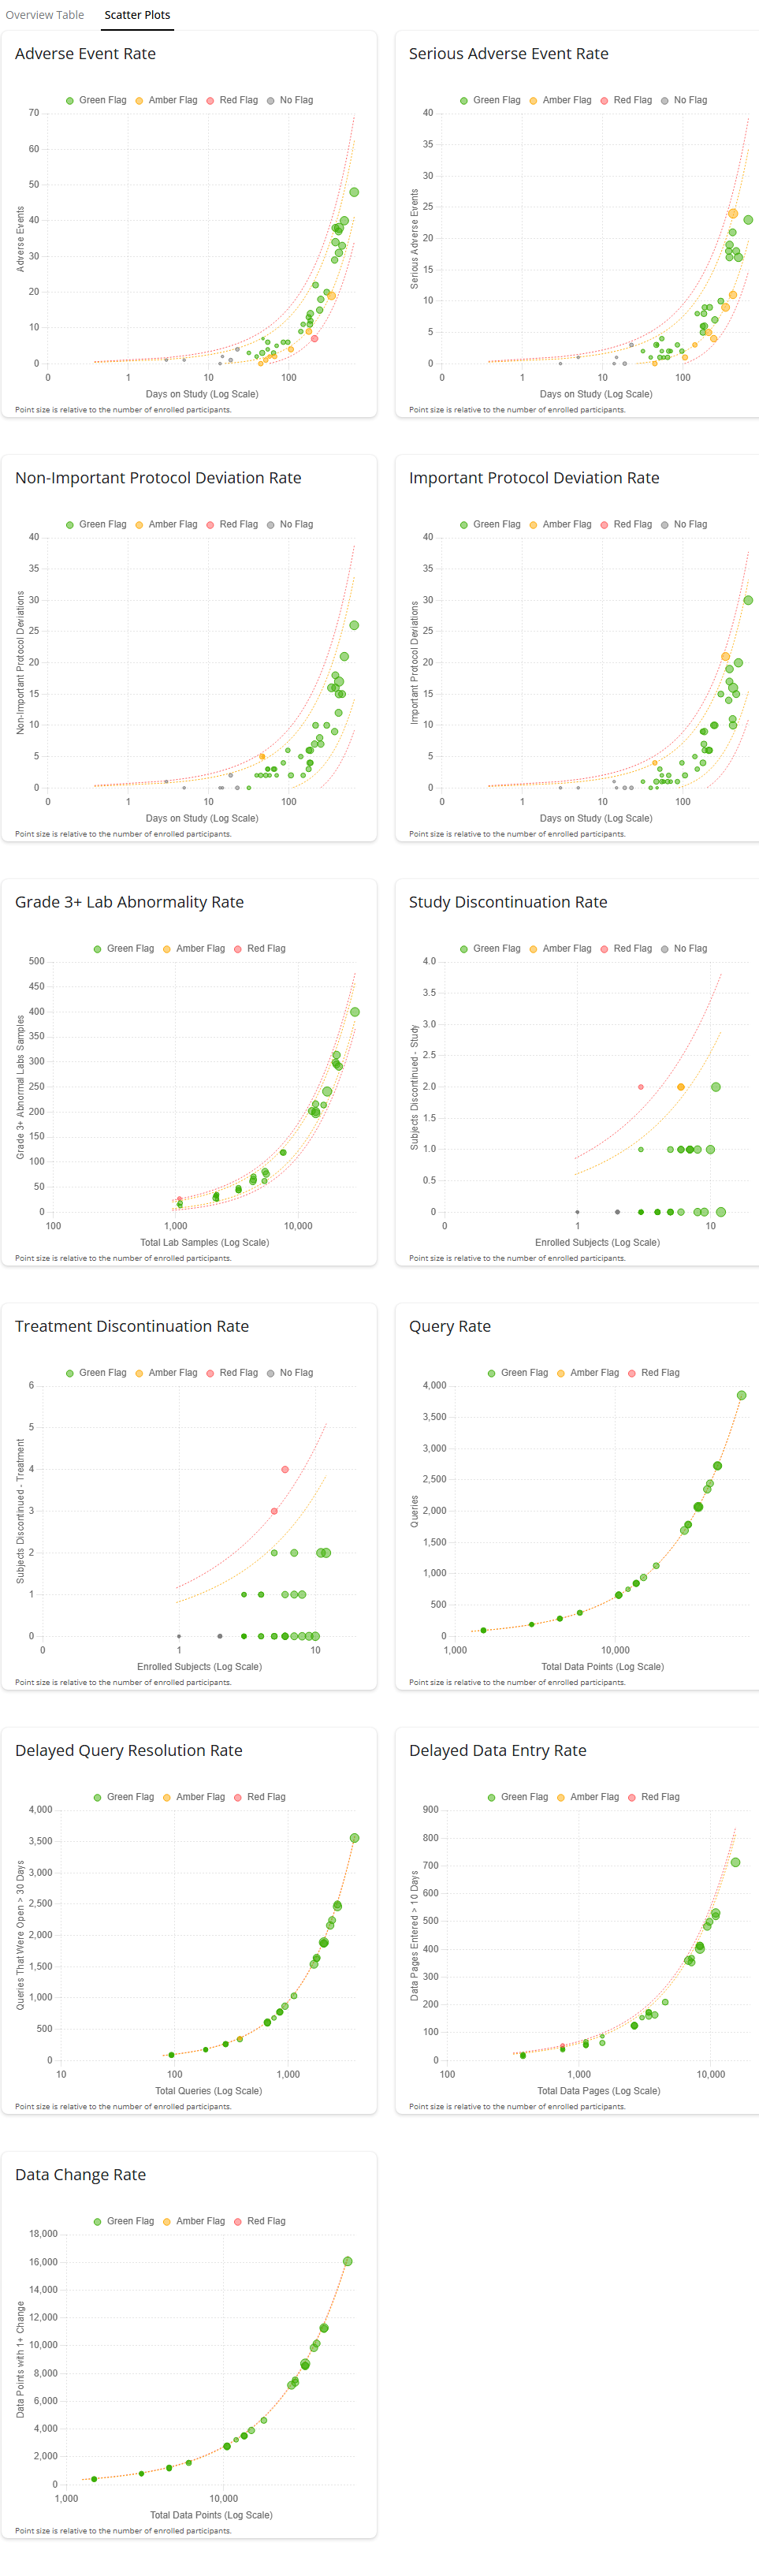 Overview Table Scatter Plots
Adverse Event Rate
Green Flag Amber Flag Red Flag No Flag
70
60
50
40
30
20
10
0
Adverse Events
0 1 10 100
Days on Study (Log Scale)
Point size is relative to the number of enrolled participants.
Serious Adverse Event Rate
Green Flag Amber Flag Red Flag No Flag
40
35
30
25
20
15
10
5
0
Serious Adverse Events
0 1 10 100
Days on Study (Log Scale)
Point size is relative to the number of enrolled participants.
Non-Important Protocol Deviation Rate
Green Flag Amber Flag Red Flag No Flag
40
35
30
25
20
15
10
5
0
Non-Important Protocol Deviations
0 1 10 100
Days on Study (Log Scale)
Point size is relative to the number of enrolled participants.
Important Protocol Deviation Rate
Green Flag Amber Flag Red Flag No Flag
40
35
30
25
20
15
10
5
0
Important Protocol Deviations
0 1 10 100
Days on Study (Log Scale)
Point size is relative to the number of enrolled participants.
Grade 3+ Lab Abnormality Rate
Green Flag Amber Flag Red Flag
500
450
400
350
300
250
200
150
100
50
0
Grade 3+ Abnormal Labs Samples
100 1,000 10,000
Total Lab Samples (Log Scale)
Point size is relative to the number of enrolled participants.
Study Discontinuation Rate
Green Flag Amber Flag Red Flag No Flag
4.0
3.5
3.0
2.5
2.0
1.5
1.0
0.5
0
Subjects Discontinued - Study
0 1 10
Enrolled Subjects (Log Scale)
Point size is relative to the number of enrolled participants.
Treatment Discontinuation Rate
Green Flag Amber Flag Red Flag No Flag
6
5
4
3
2
1
0
Subjects Discontinued - Treatment
0 1 10
Enrolled Subjects (Log Scale)
Point size is relative to the number of enrolled participants.
Query Rate
Green Flag Amber Flag Red Flag
4,000
3,500
3,000
2,500
2,000
1,500
1,000
500
0
Queries
1,000 10,000
Total Data Points (Log Scale)
Point size is relative to the number of enrolled participants.
Delayed Query Resolution Rate
Green Flag Amber Flag Red Flag
4,000
3,500
3,000
2,500
2,000
1,500
1,000
500
0
Queries That Were Open > 30 Days
10 100 1,000
Total Queries (Log Scale)
Point size is relative to the number of enrolled participants.
Delayed Data Entry Rate
Green Flag Amber Flag Red Flag
900
800
700
600
500
400
300
200
100
0
Data Pages Entered > 10 Days
100 1,000 10,000
Total Data Pages (Log Scale)
Point size is relative to the number of enrolled participants.
Data Change Rate
Green Flag Amber Flag Red Flag
18,000
16,000
14,000
12,000
10,000
8,000
6,000
4,000
2,000
0
Data Points with 1+ Change
1,000 10,000
Total Data Points (Log Scale)
Point size is relative to the number of enrolled participants.